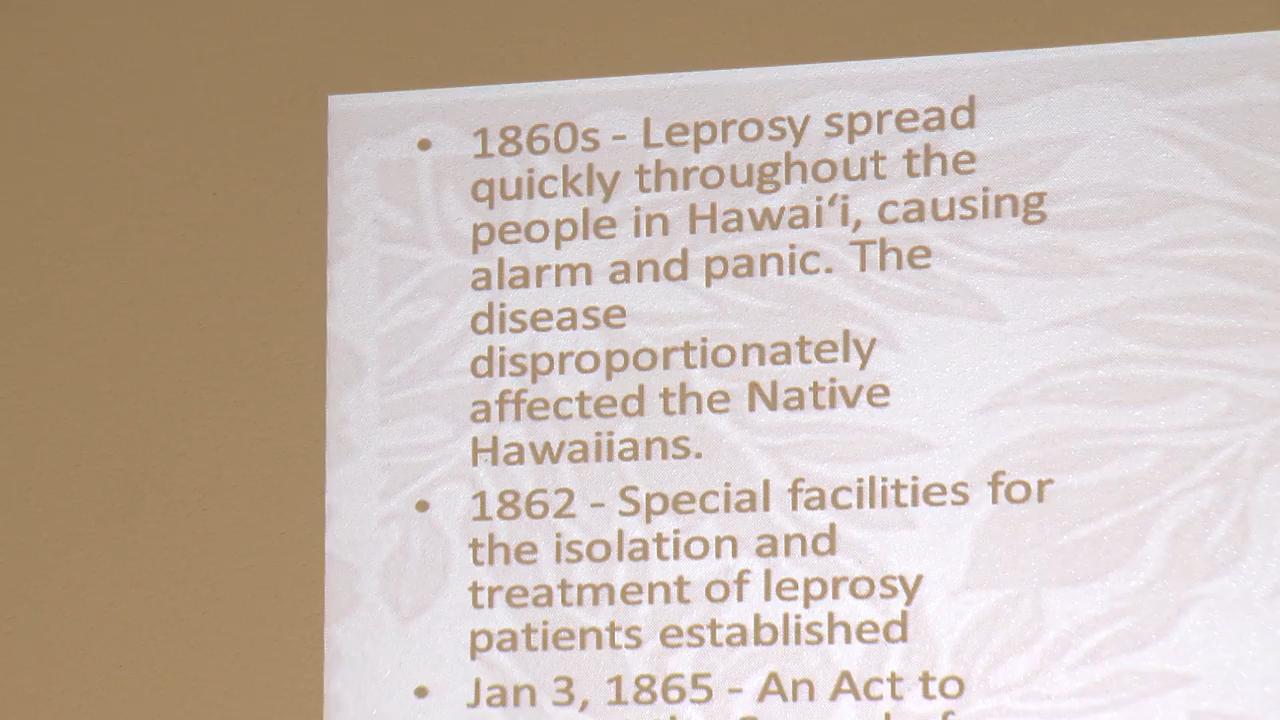 • 1860s - Leprosy spread
quickly throughout the
people in Hawaiʻi, causing
alarm and panic. The
disease
disproportionately
affected the Native
Hawaiians.
• 1862 - Special facilities for
the isolation and
treatment of leprosy
patients established
• Jan 3, 1865 - An Act to